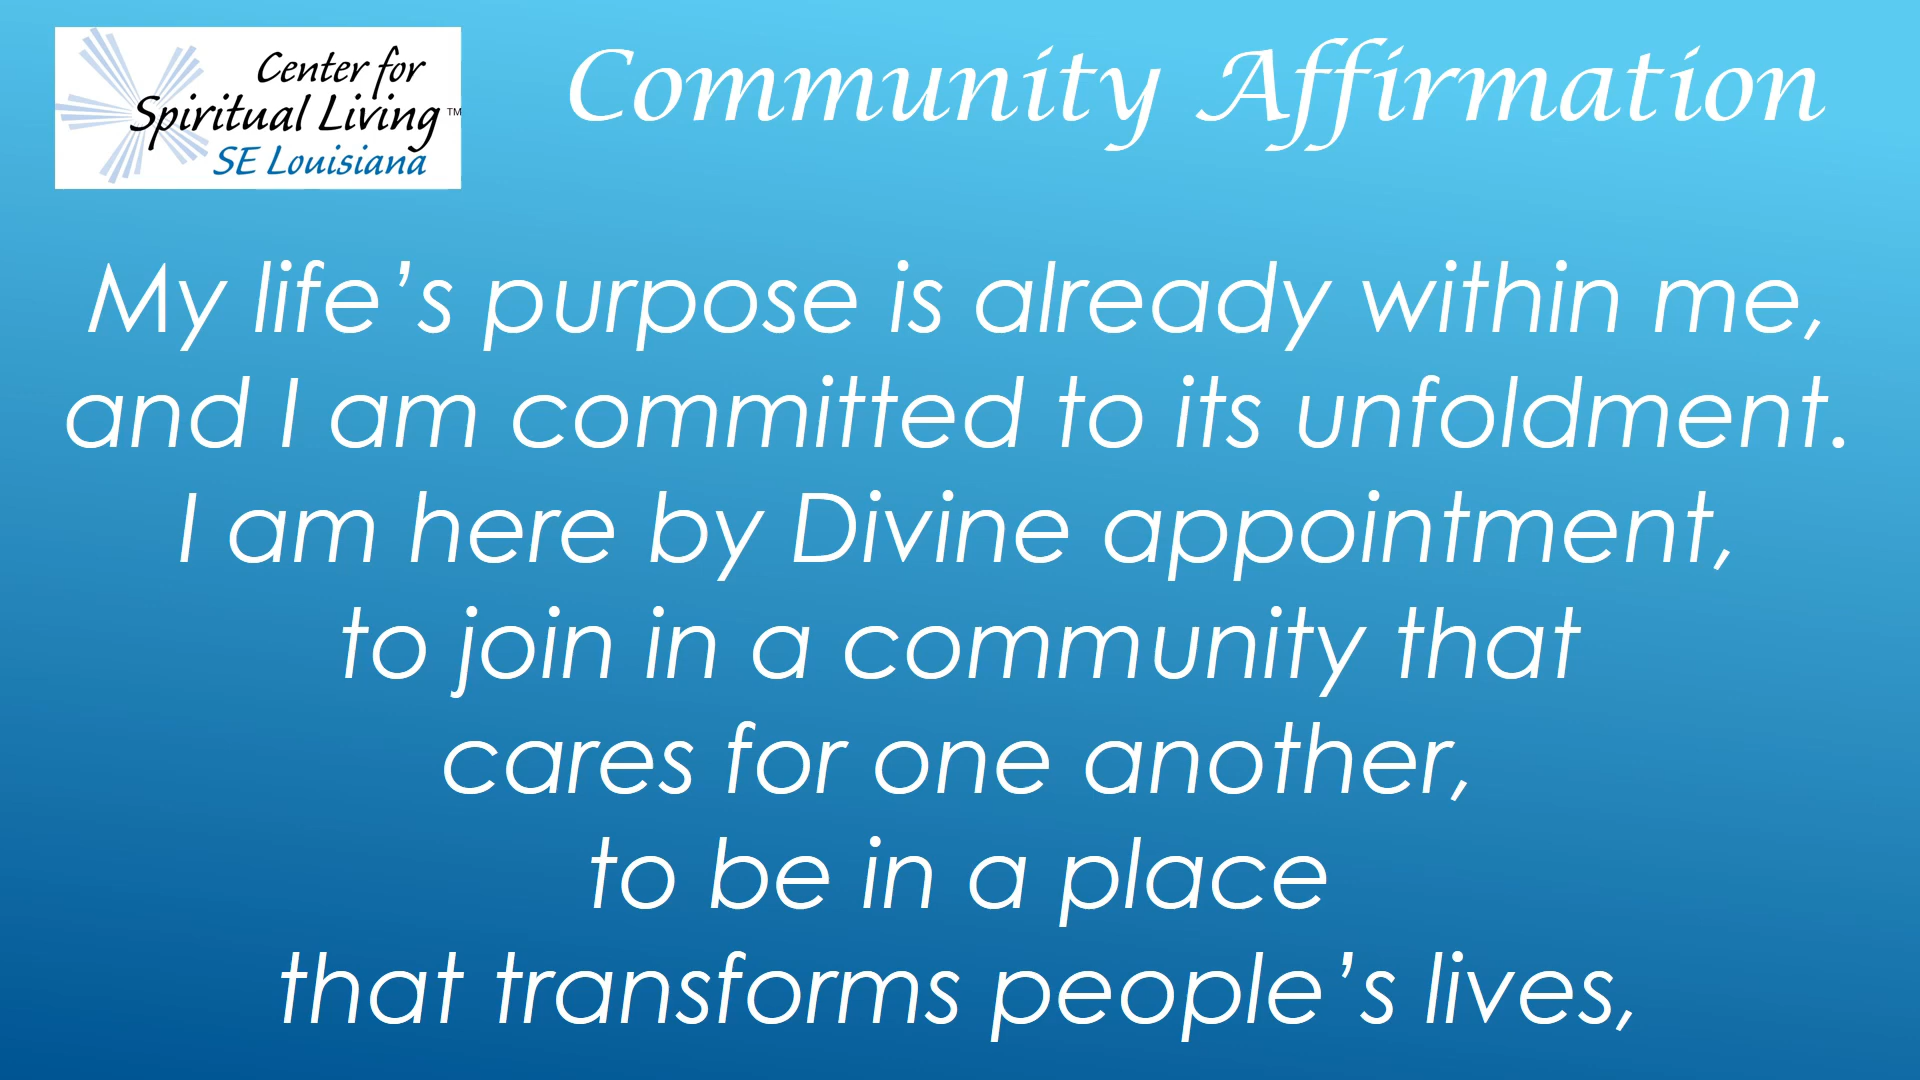 Center for
Spiritual Living™
SE Louisiana
Community Affirmation
My life’s purpose is already within me,
and I am committed to its unfoldment.
I am here by Divine appointment,
to join in a community that
cares for one another,
to be in a place
that transforms people’s lives,